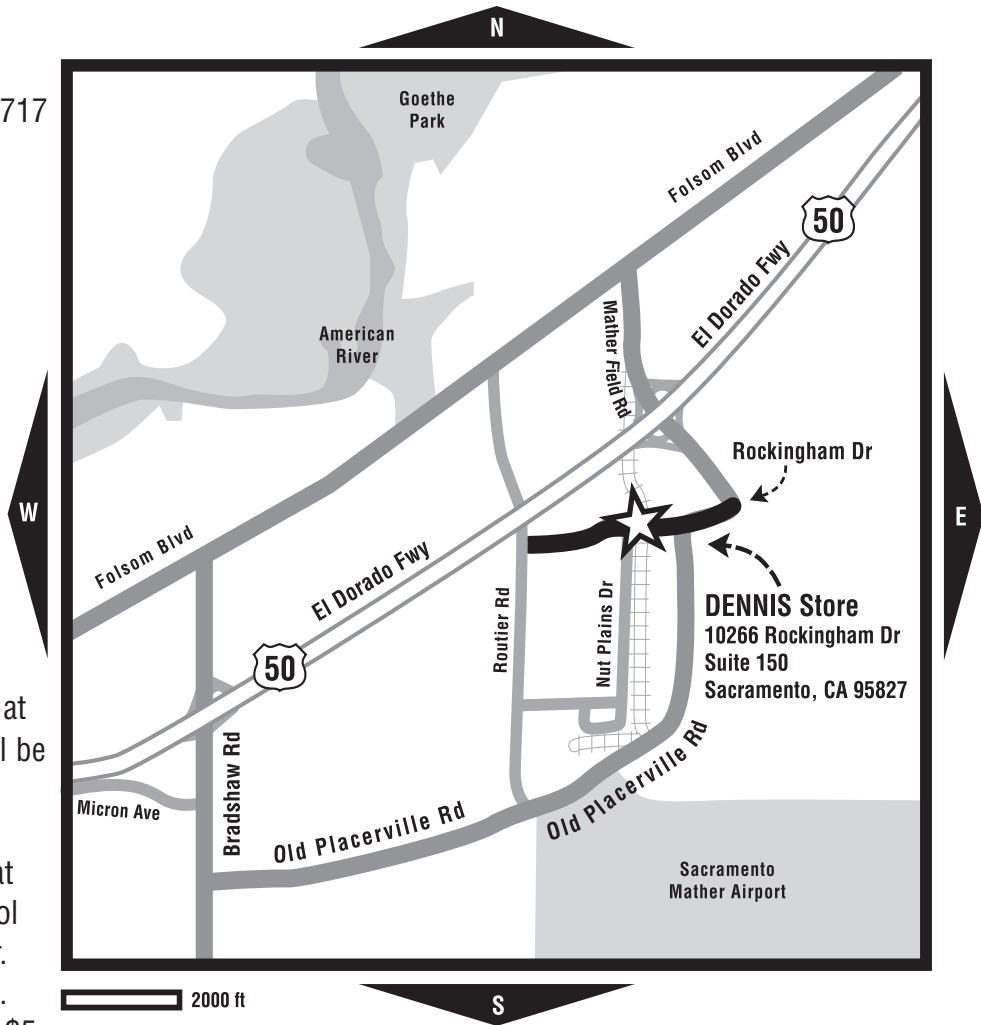 N
717
Goethe
Park
Folsom Blvd
50
El Dorado Fwy
American
River
Mather Field Rd
Rockingham Dr
W
E
Folsom Blvd
El Dorado Fwy
Routier Rd
Nut Plains Dr
DENNIS Store
10266 Rockingham Dr
Suite 150
Sacramento, CA 95827
50
at
l be
Bradshaw Rd
Micron Ave
Old Placerville Rd
Old Placerville Rd
Sacramento
Mather Airport
at
ol
.
2000 ft
S